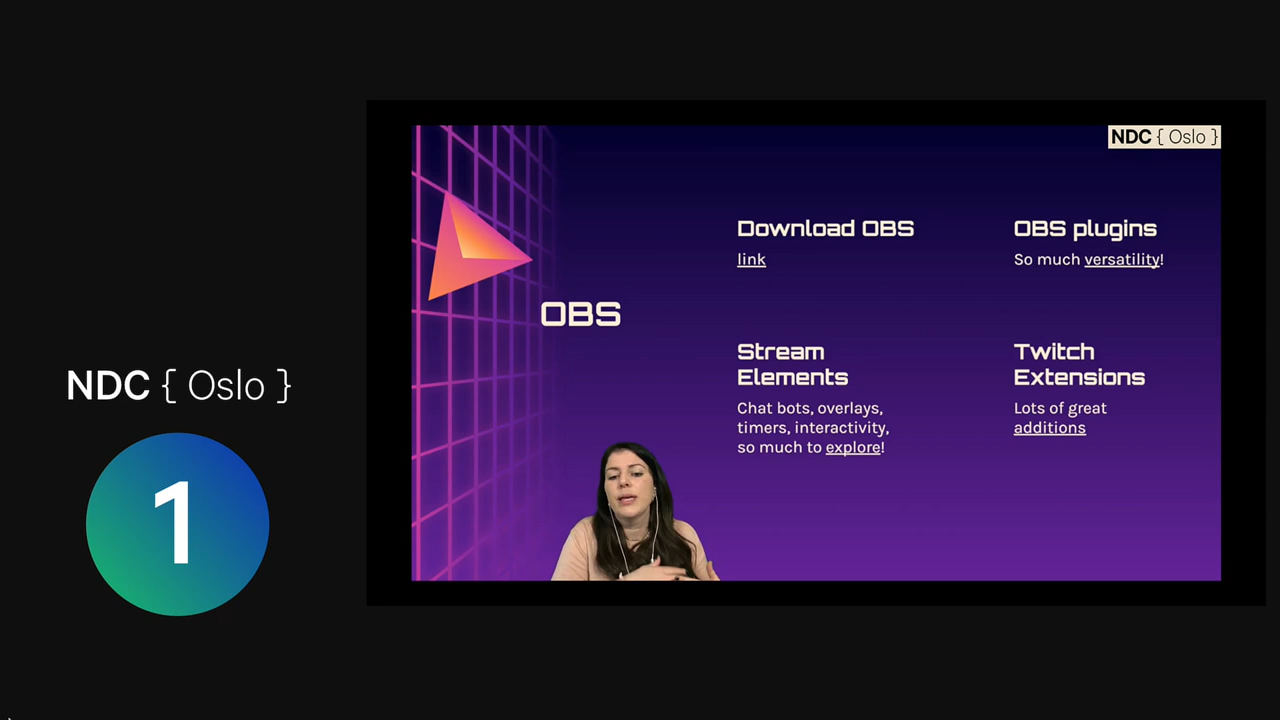 NDC { Oslo }
1
NDC { Oslo }
OBS
Download OBS
link
OBS plugins
So much versatility!
Stream
Elements
Chat bots, overlays,
timers, interactivity,
so much to explore!
Twitch
Extensions
Lots of great
additions